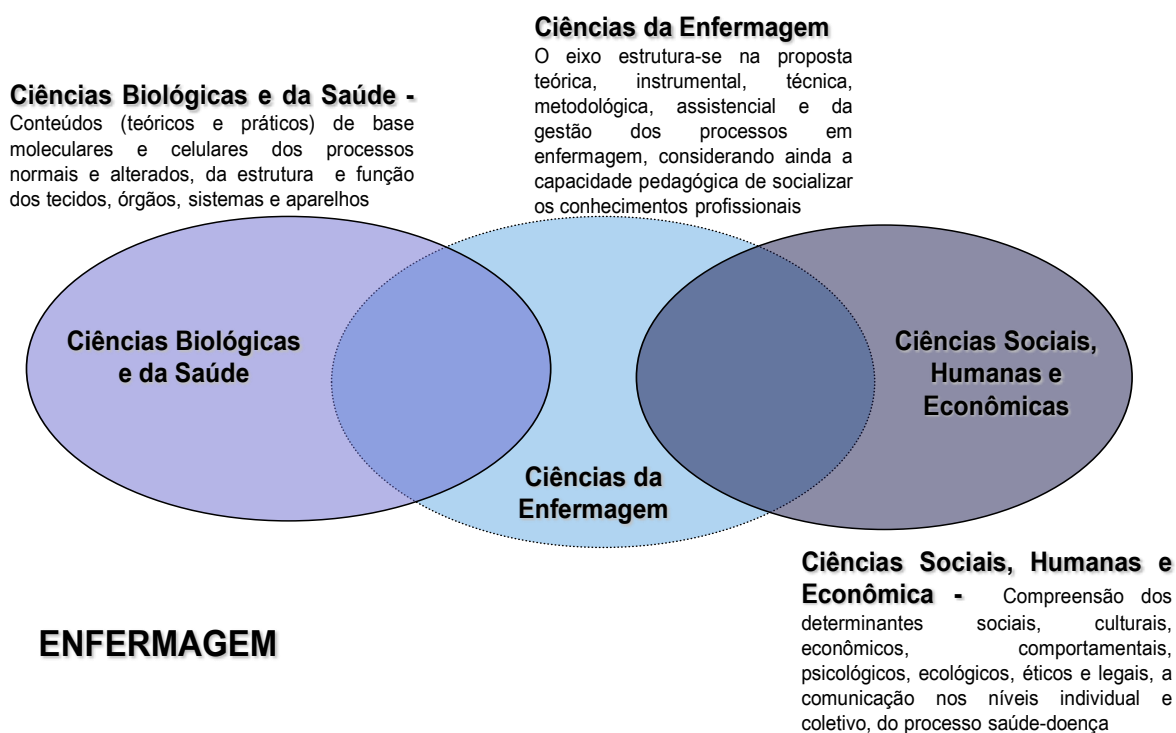 Ciências da Enfermagem
O eixo estrutura-se na proposta
teórica, instrumental, técnica,
metodológica, assistencial e da
gestão dos processos em
enfermagem, considerando ainda a
capacidade pedagógica de socializar
os conhecimentos profissionais
Ciências Biológicas e da Saúde -
Conteúdos (teóricos e práticos) de base
moleculares e celulares dos processos
normais e alterados, da estrutura e função
dos tecidos, órgãos, sistemas e aparelhos
Ciências Biológicas
e da Saúde
Ciências da
Enfermagem
Ciências Sociais,
Humanas e
Econômicas
Ciências Sociais, Humanas e
Econômica - Compreensão dos
determinantes sociais, culturais,
econômicos, comportamentais,
psicológicos, ecológicos, éticos e legais, a
comunicação nos níveis individual e
coletivo, do processo saúde-doença
ENFERMAGEM